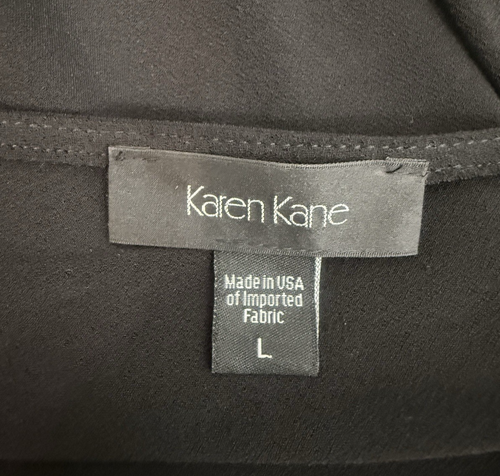 Karen Kane
Made in USA
of Imported
Fabric
L